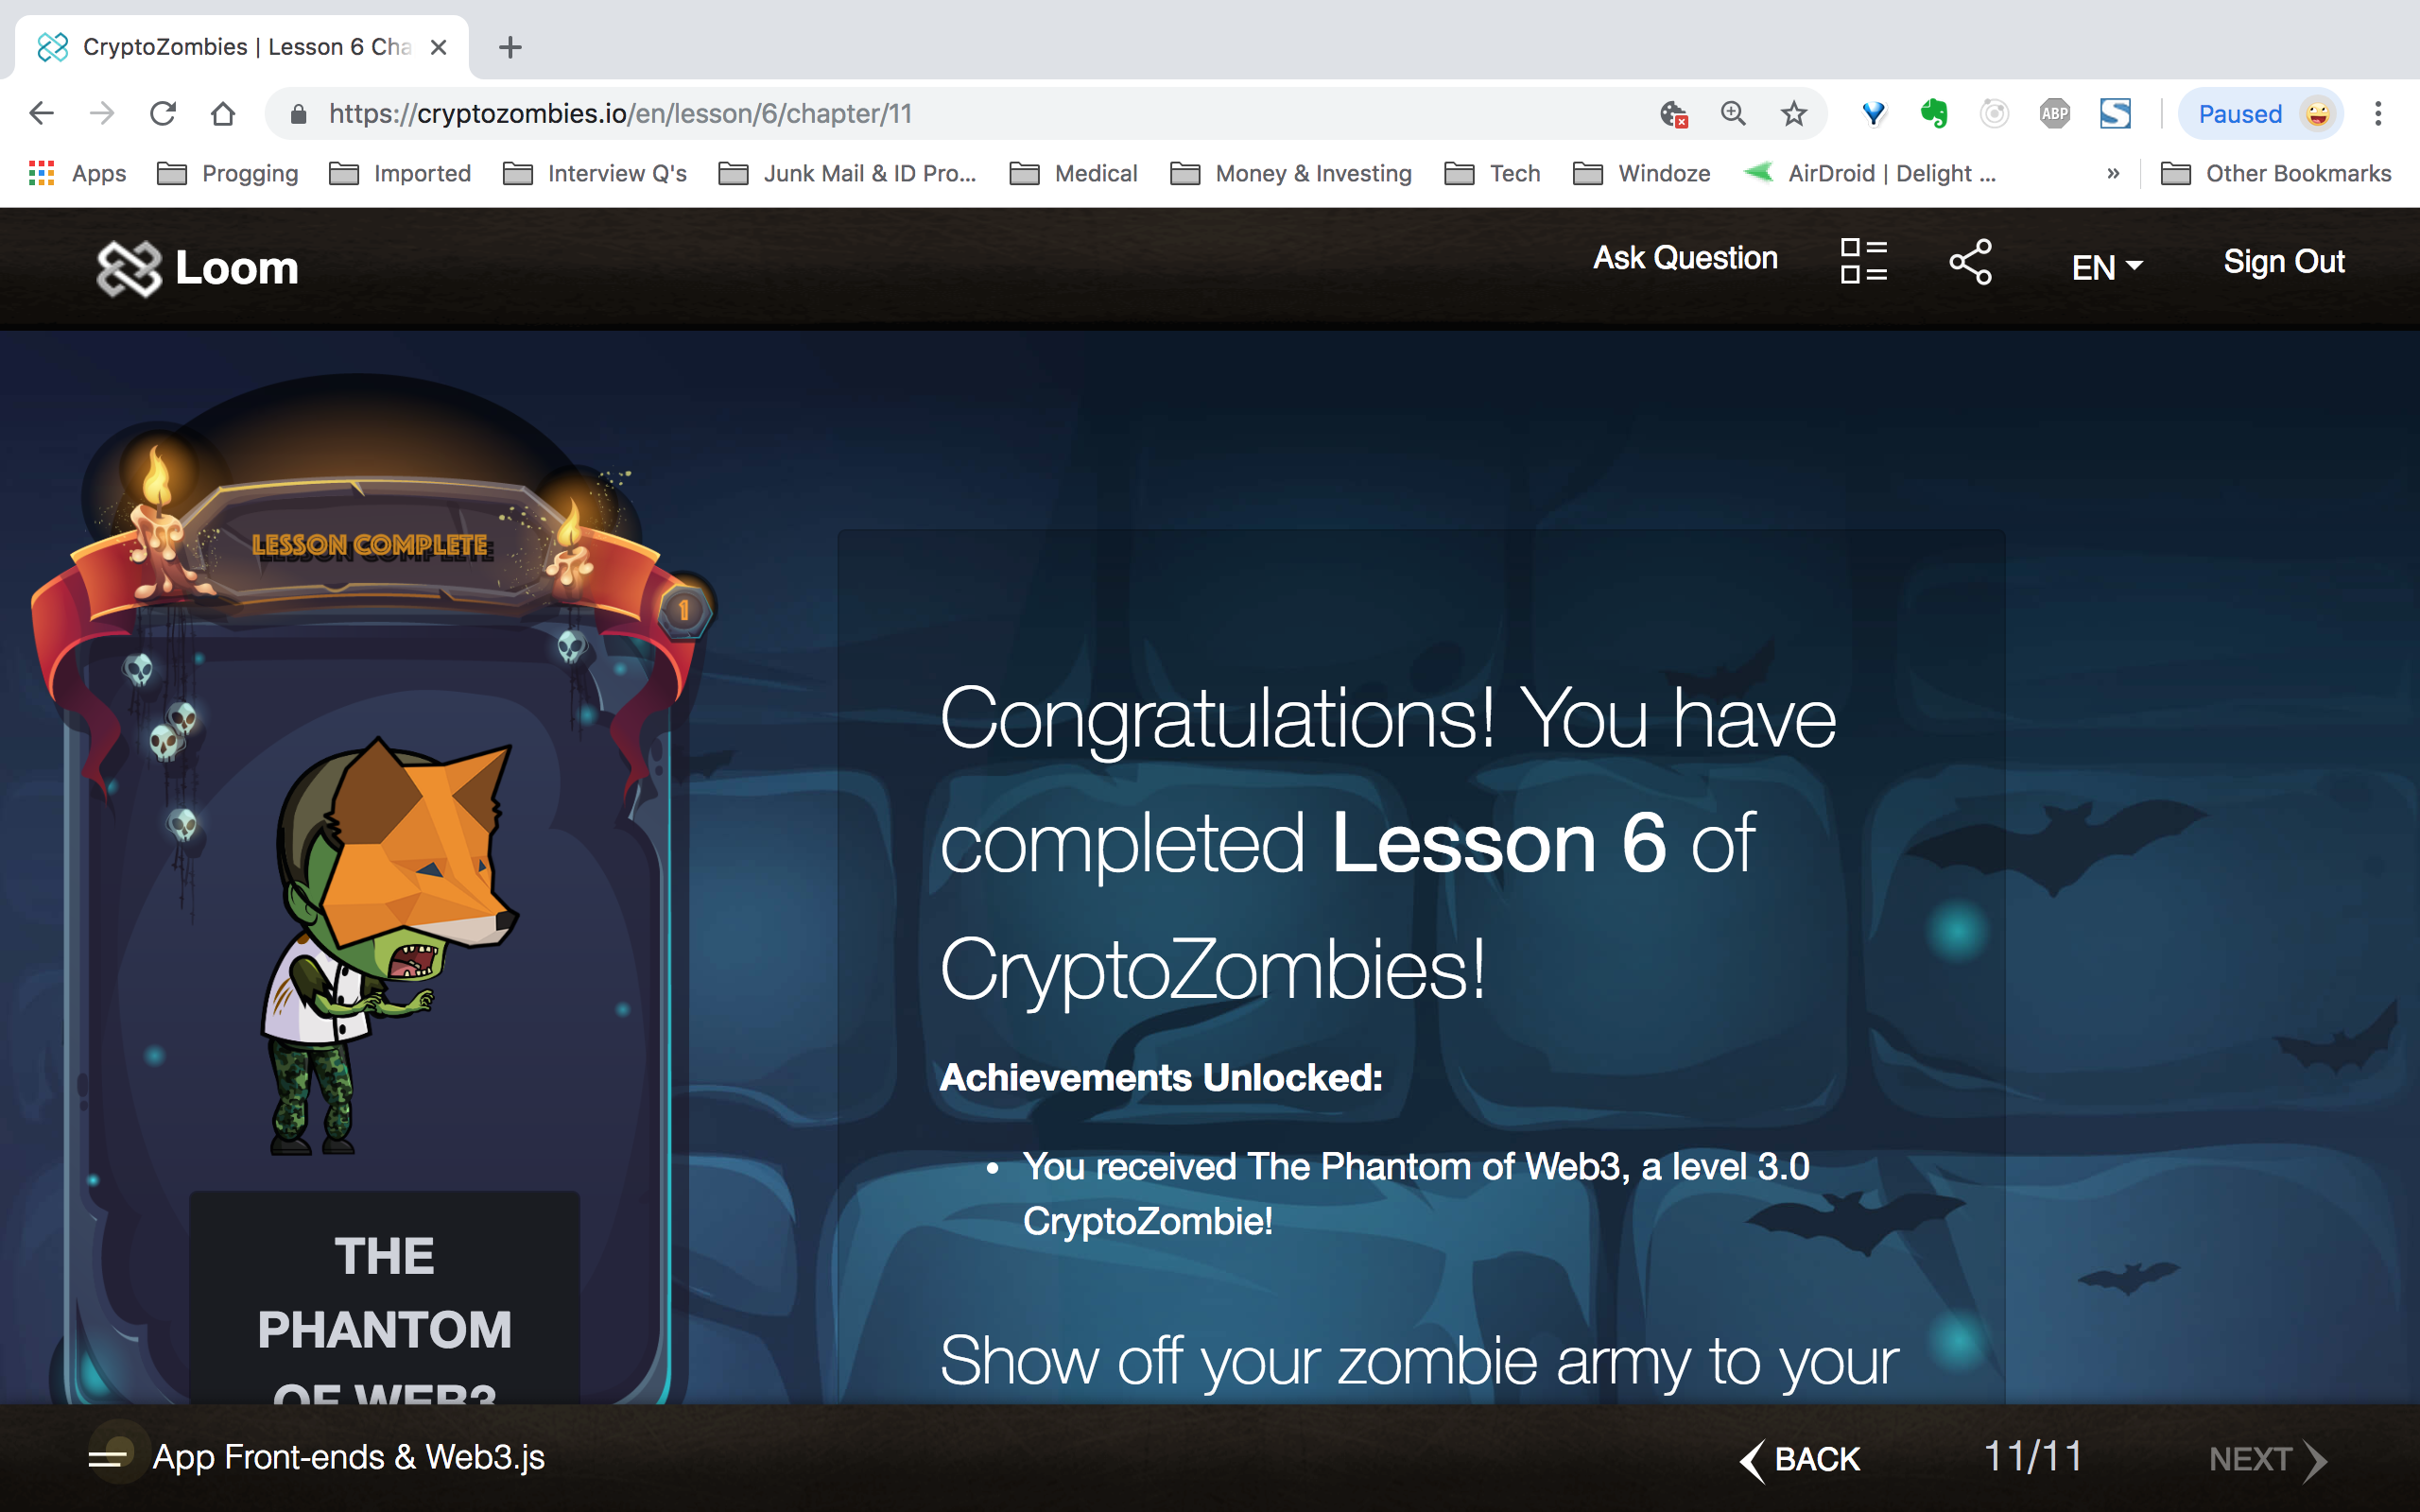 CryptoZombies | Lesson 6 Cha
https://cryptozombies.io/en/lesson/6/chapter/11
ABP
Paused
Apps
Progging
Imported
Interview Q's
Junk Mail & ID Pro...
Medical
Money & Investing
Tech
Windoze
AirDroid | Delight ...
»
Other Bookmarks
Loom
Ask Question
EN
Sign Out
LESSON COMPLETE
1
THE
PHANTOM
OF WEB3
Congratulations! You have
completed Lesson 6 of
CryptoZombies!
Achievements Unlocked:
• You received The Phantom of Web3, a level 3.0
CryptoZombie!
Show off your zombie army to your
App Front-ends & Web3.js
BACK
11/11
NEXT